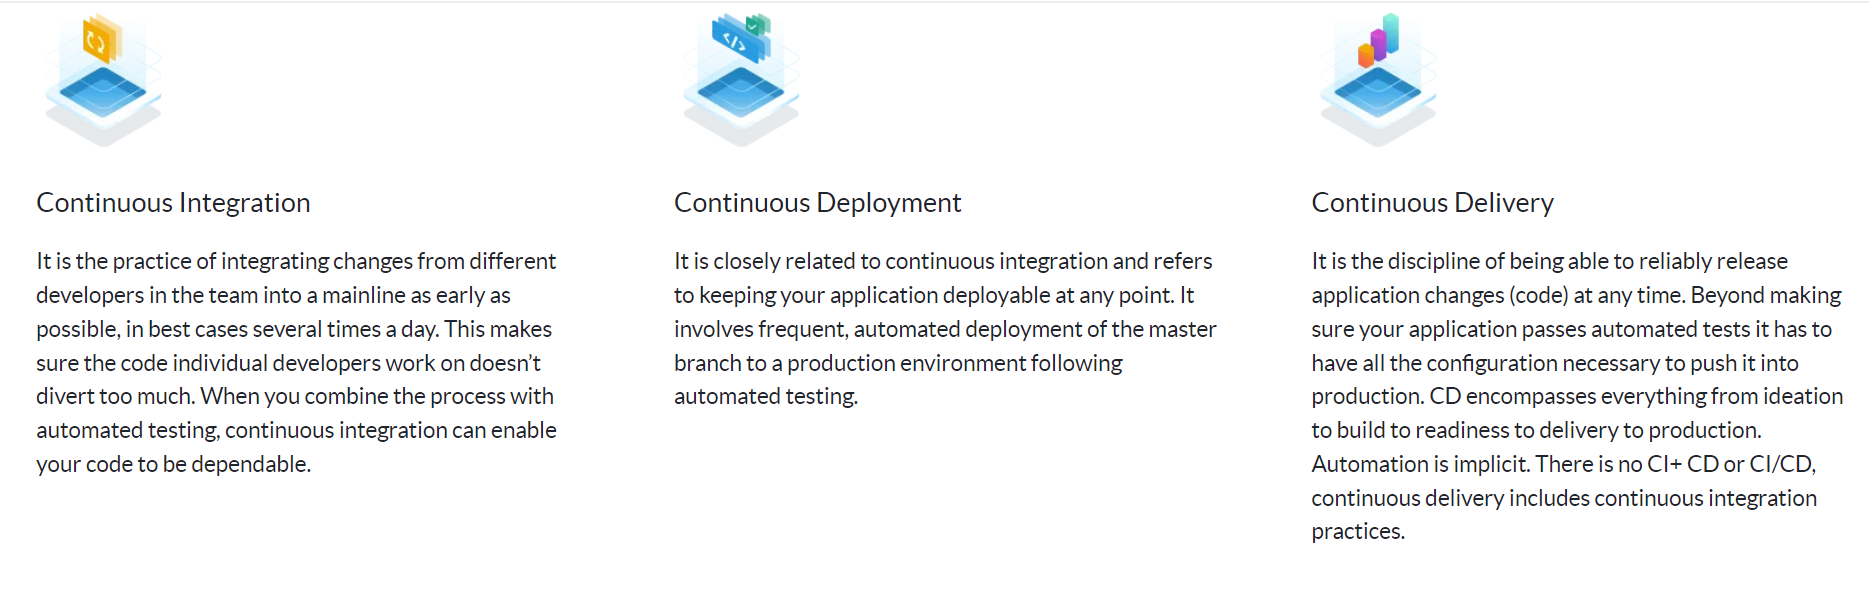 Continuous Integration
It is the practice of integrating changes from different
developers in the team into a mainline as early as
possible, in best cases several times a day. This makes
sure the code individual developers work on doesn’t
divert too much. When you combine the process with
automated testing, continuous integration can enable
your code to be dependable.
Continuous Deployment
It is closely related to continuous integration and refers
to keeping your application deployable at any point. It
involves frequent, automated deployment of the master
branch to a production environment following
automated testing.
Continuous Delivery
It is the discipline of being able to reliably release
application changes (code) at any time. Beyond making
sure your application passes automated tests it has to
have all the configuration necessary to push it into
production. CD encompasses everything from ideation
to build to readiness to delivery to production.
Automation is implicit. There is no CI+ CD or CI/CD,
continuous delivery includes continuous integration
practices.